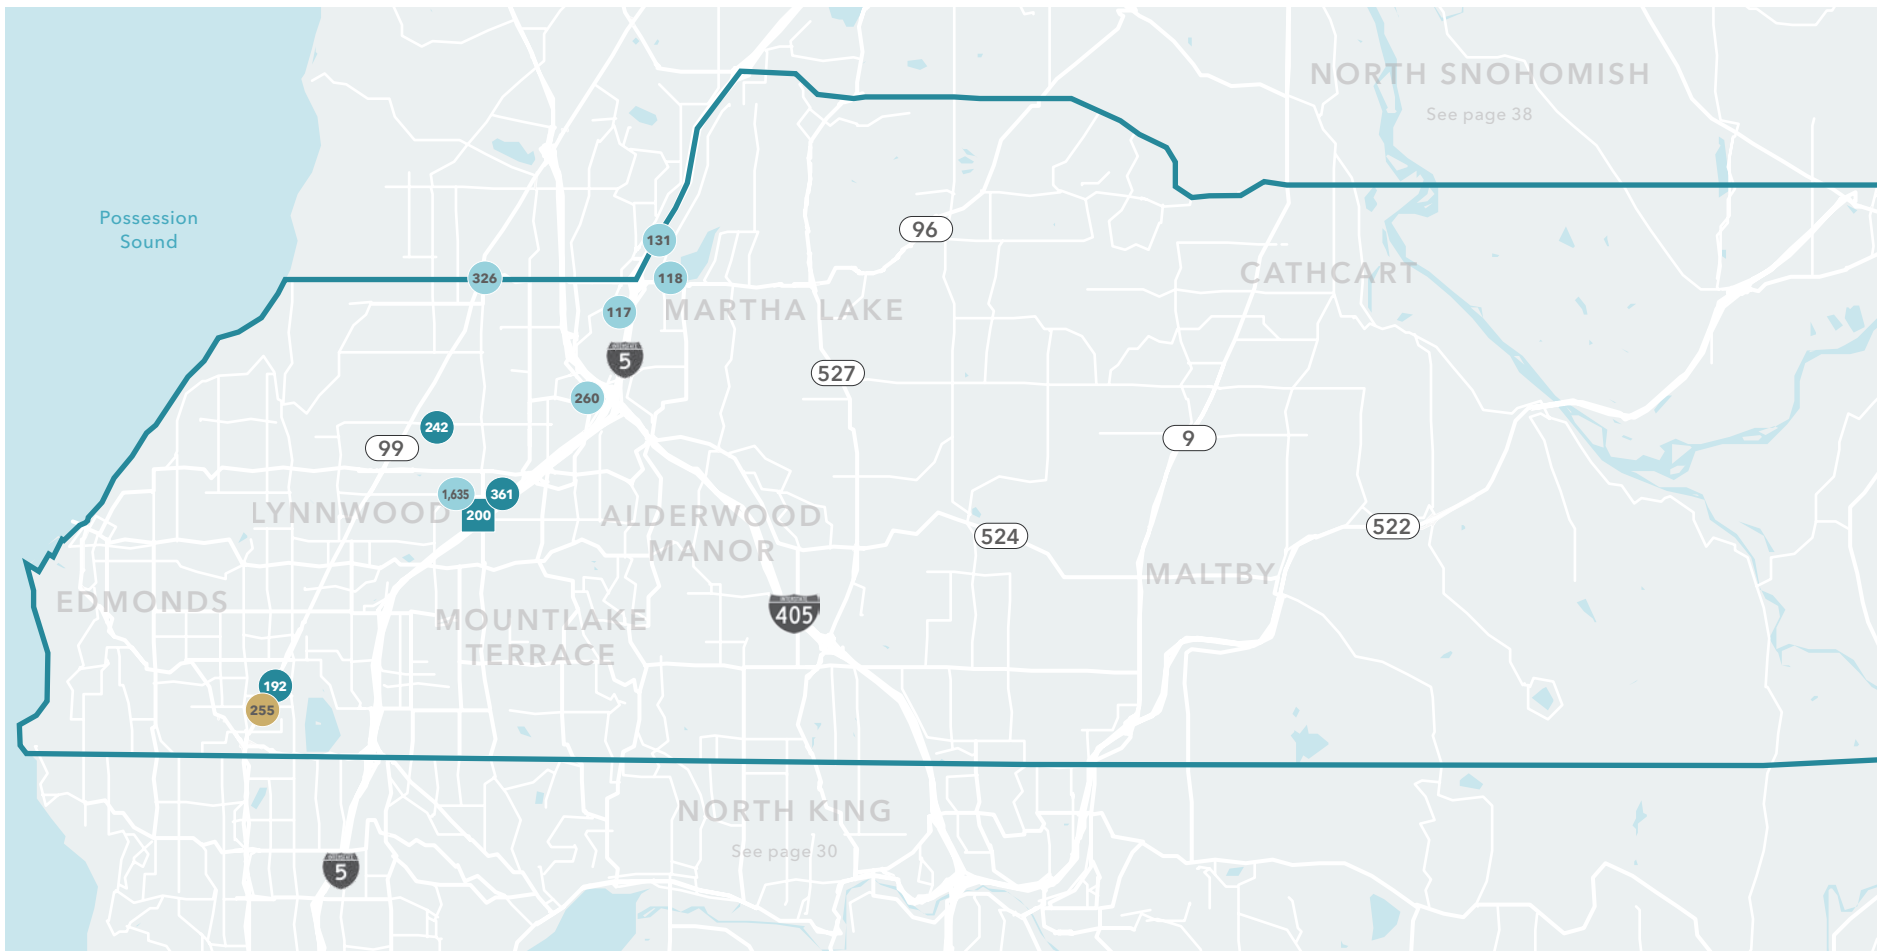 NORTH SNOHOMISH
See page 38
Possession
Sound
96
131
CATHCART
326
118
117
MARTHA LAKE
5
527
260
242
99
9
1,635
361
LYNNWOOD
200
ALDERWOOD
MANOR
524
522
MALTBY
EDMONDS
405
MOUNTLAKE
TERRACE
192
255
NORTH KING
See page 30
5